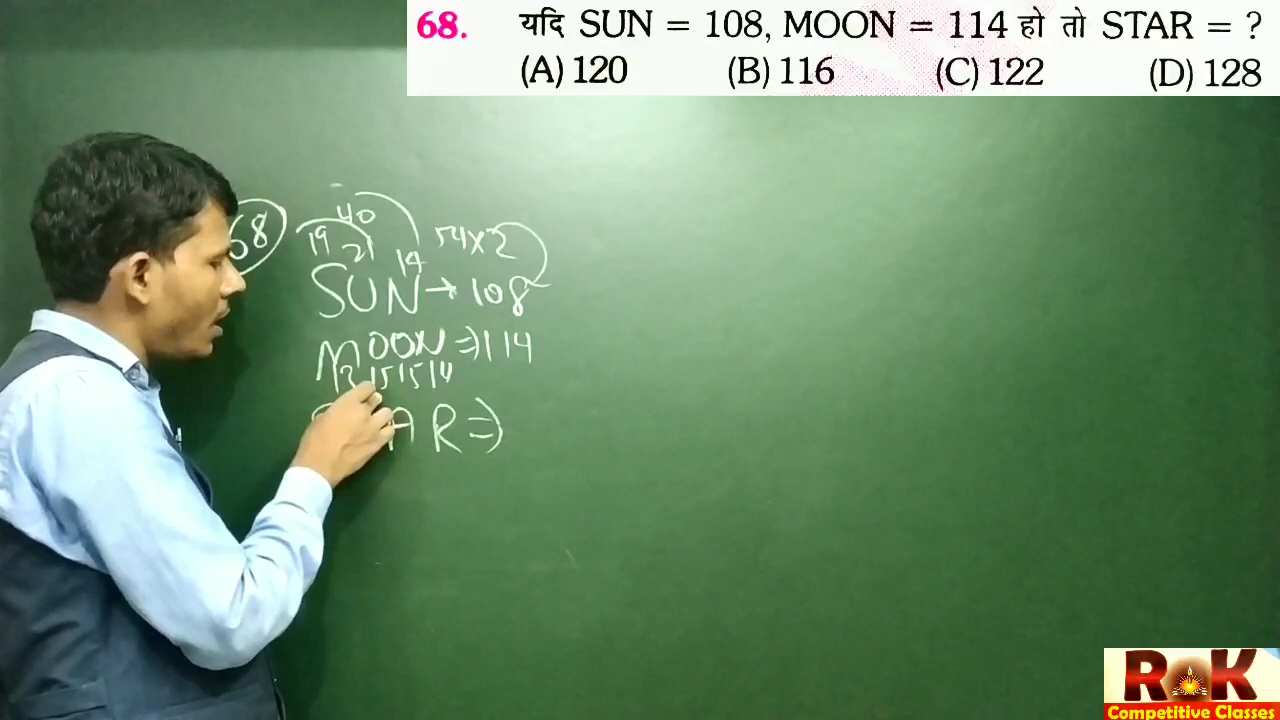 68. यदि SUN = 108, MOON = 114 हो तो STAR = ?
(A) 120 (B) 116 (C) 122 (D) 128
68
40
19 21 14 54×2
SUN → 108
MOON ⇒ 114
13 15 15 14
AR ⇒
RK
Competitive Classes